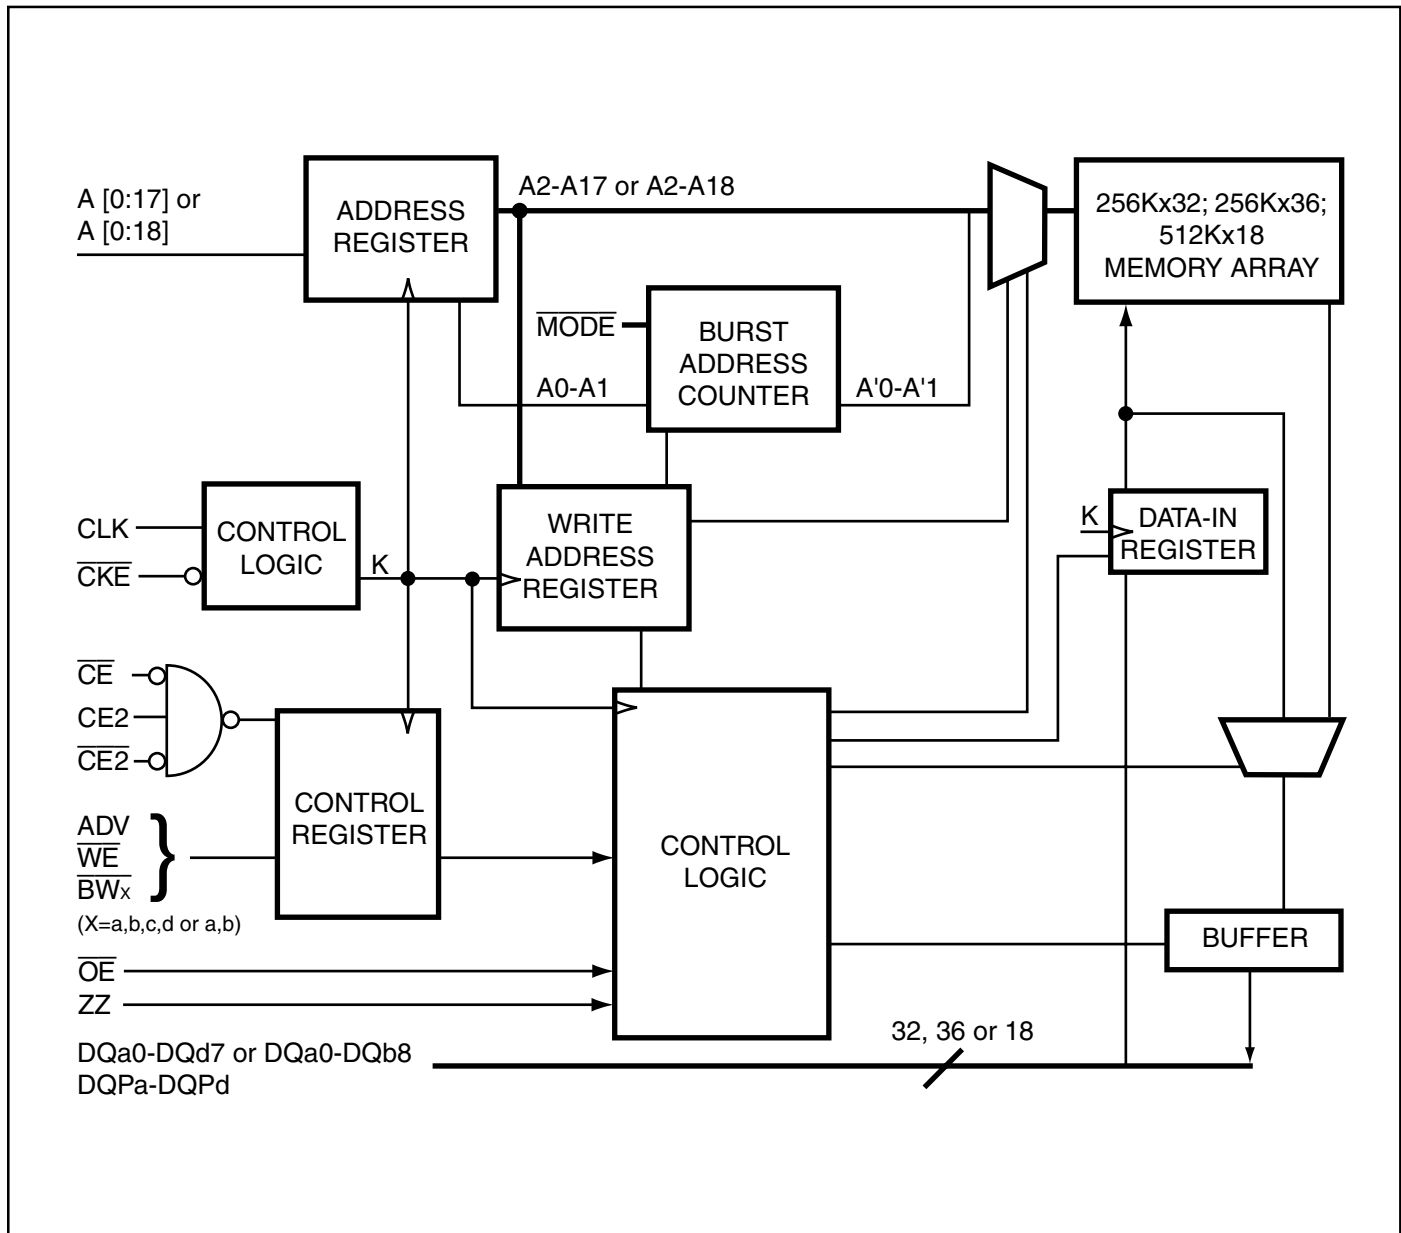 A [0:17] or
A [0:18]
ADDRESS
REGISTER
A2-A17 or A2-A18
256Kx32; 256Kx36;
512Kx18
MEMORY ARRAY
MODE
BURST
ADDRESS
COUNTER
A0-A1
A'0-A'1
CLK
CKE
CONTROL
LOGIC
K
WRITE
ADDRESS
REGISTER
K
DATA-IN
REGISTER
CE
CE2
CE2
ADV
WE
BWx
(X=a,b,c,d or a,b)
CONTROL
REGISTER
CONTROL
LOGIC
BUFFER
OE
ZZ
32, 36 or 18
DQa0-DQd7 or DQa0-DQb8
DQPa-DQPd